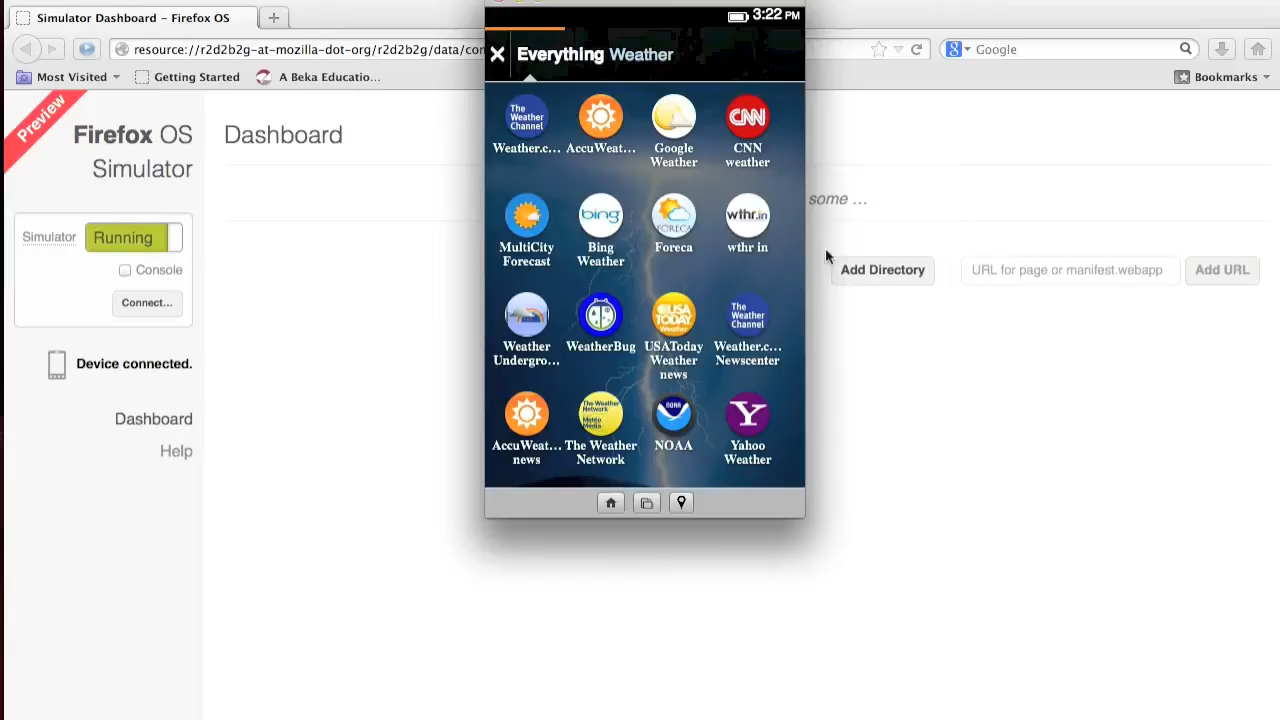 Simulator Dashboard – Firefox OS
resource://r2d2b2g-at-mozilla-dot-org/r2d2b2g/data/con
Google
Most Visited
Getting Started
A Beka Educatio...
Bookmarks
Preview
Firefox OS
Simulator
Simulator
Running
Console
Connect...
Device connected.
Dashboard
Help
Dashboard
some ...
Add Directory
URL for page or manifest.webapp
Add URL
3:22 PM
Everything Weather
The
Weather
Channel
CNN
Weather.c...
AccuWeat...
Google
Weather
CNN
weather
bing
FORECA
wthr.in
MultiCity
Forecast
Bing
Weather
Foreca
wthr in
USA
TODAY
Weather
The
Weather
Channel
Weather
Undergro...
WeatherBug
USAToday
Weather
news
Weather.c...
Newscenter
The Weather
Network
Météo
Média
NOAA
Y
AccuWeat...
news
The Weather
Network
NOAA
Yahoo
Weather